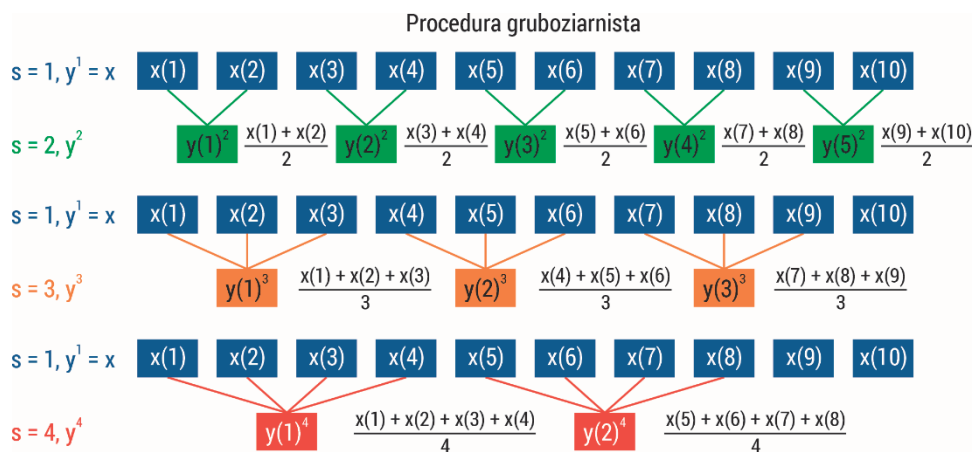 Procedura gruboziarnista
s = 1, y¹ = x x(1) x(2) x(3) x(4) x(5) x(6) x(7) x(8) x(9) x(10)
s = 2, y² y(1)² x(1) + x(2) / 2 y(2)² x(3) + x(4) / 2 y(3)² x(5) + x(6) / 2 y(4)² x(7) + x(8) / 2 y(5)² x(9) + x(10) / 2
s = 1, y¹ = x x(1) x(2) x(3) x(4) x(5) x(6) x(7) x(8) x(9) x(10)
s = 3, y³ y(1)³ x(1) + x(2) + x(3) / 3 y(2)³ x(4) + x(5) + x(6) / 3 y(3)³ x(7) + x(8) + x(9) / 3
s = 1, y¹ = x x(1) x(2) x(3) x(4) x(5) x(6) x(7) x(8) x(9) x(10)
s = 4, y⁴ y(1)⁴ x(1) + x(2) + x(3) + x(4) / 4 y(2)⁴ x(5) + x(6) + x(7) + x(8) / 4